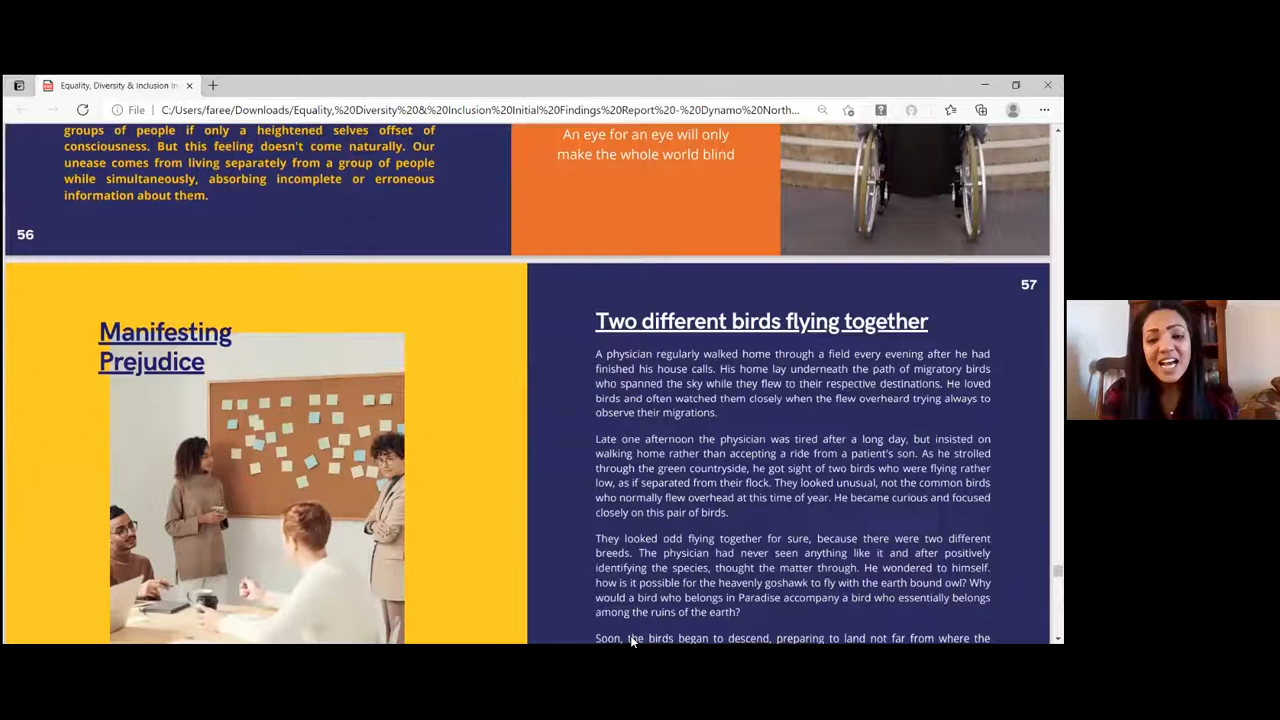 Equality, Diversity & Inclusion In
File
C:/Users/faree/Downloads/Equality,%20Diversity%20&%20Inclusion%20Initial%20Findings%20Report%20-%20Dynamo%20North...
groups of people if only a heightened selves offset of
consciousness. But this feeling doesn't come naturally. Our
unease comes from living separately from a group of people
while simultaneously, absorbing incomplete or erroneous
information about them.
56
An eye for an eye will only
make the whole world blind
Manifesting
Prejudice
57
Two different birds flying together
A physician regularly walked home through a field every evening after he had
finished his house calls. His home lay underneath the path of migratory birds
who spanned the sky while they flew to their respective destinations. He loved
birds and often watched them closely when the flew overheard trying always to
observe their migrations.
Late one afternoon the physician was tired after a long day, but insisted on
walking home rather than accepting a ride from a patient's son. As he strolled
through the green countryside, he got sight of two birds who were flying rather
low, as if separated from their flock. They looked unusual, not the common birds
who normally flew overhead at this time of year. He became curious and focused
closely on this pair of birds.
They looked odd flying together for sure, because there were two different
breeds. The physician had never seen anything like it and after positively
identifying the species, thought the matter through. He wondered to himself.
how is it possible for the heavenly goshawk to fly with the earth bound owl? Why
would a bird who belongs in Paradise accompany a bird who essentially belongs
among the ruins of the earth?
Soon, the birds began to descend, preparing to land not far from where the